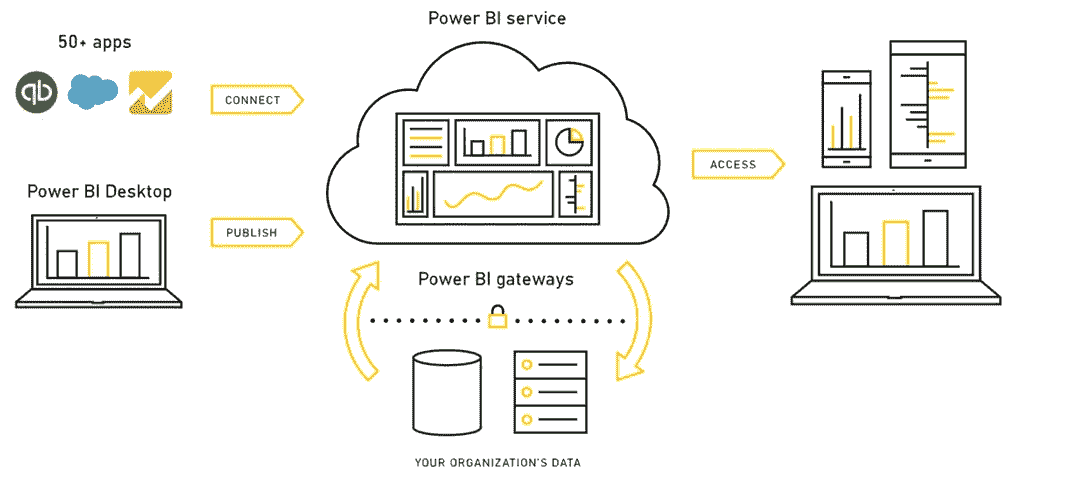 Power BI service
50+ apps
qb
CONNECT
ACCESS
Power BI Desktop
PUBLISH
Power BI gateways
YOUR ORGANIZATION'S DATA